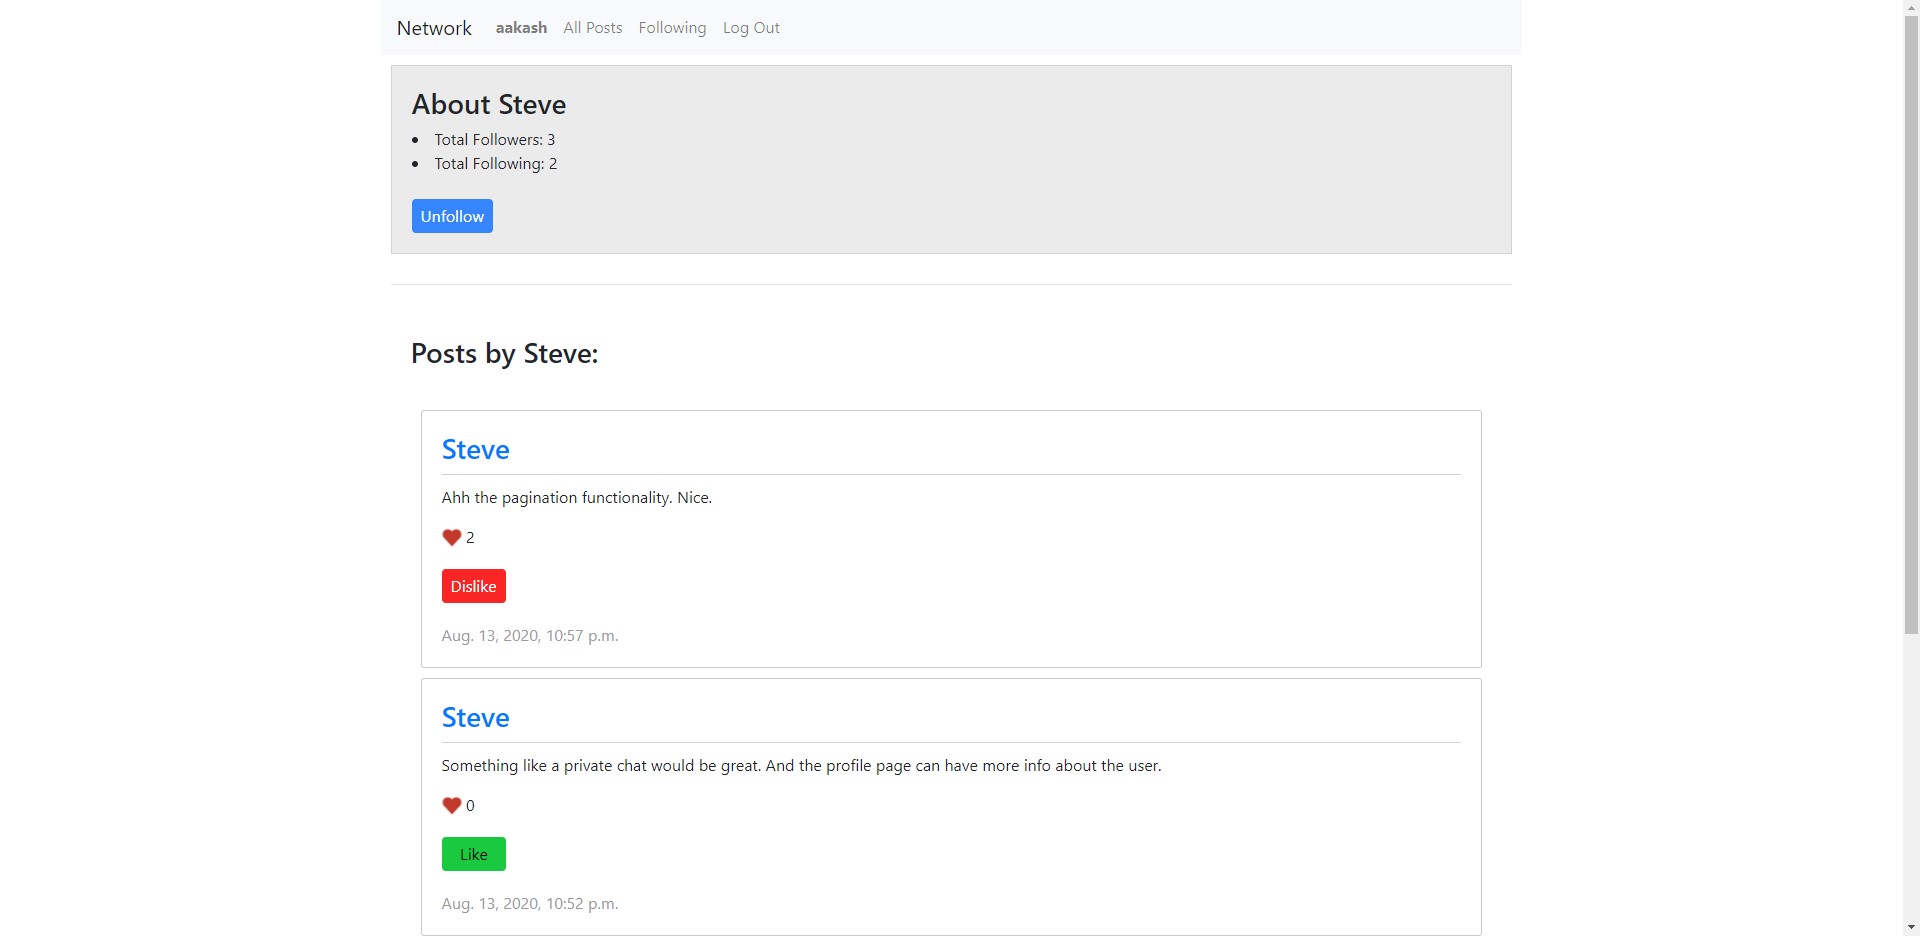 Network aakash All Posts Following Log Out
About Steve
Total Followers: 3
Total Following: 2
Unfollow
Posts by Steve:
Steve
Ahh the pagination functionality. Nice.
2
Dislike
Aug. 13, 2020, 10:57 p.m.
Steve
Something like a private chat would be great. And the profile page can have more info about the user.
0
Like
Aug. 13, 2020, 10:52 p.m.